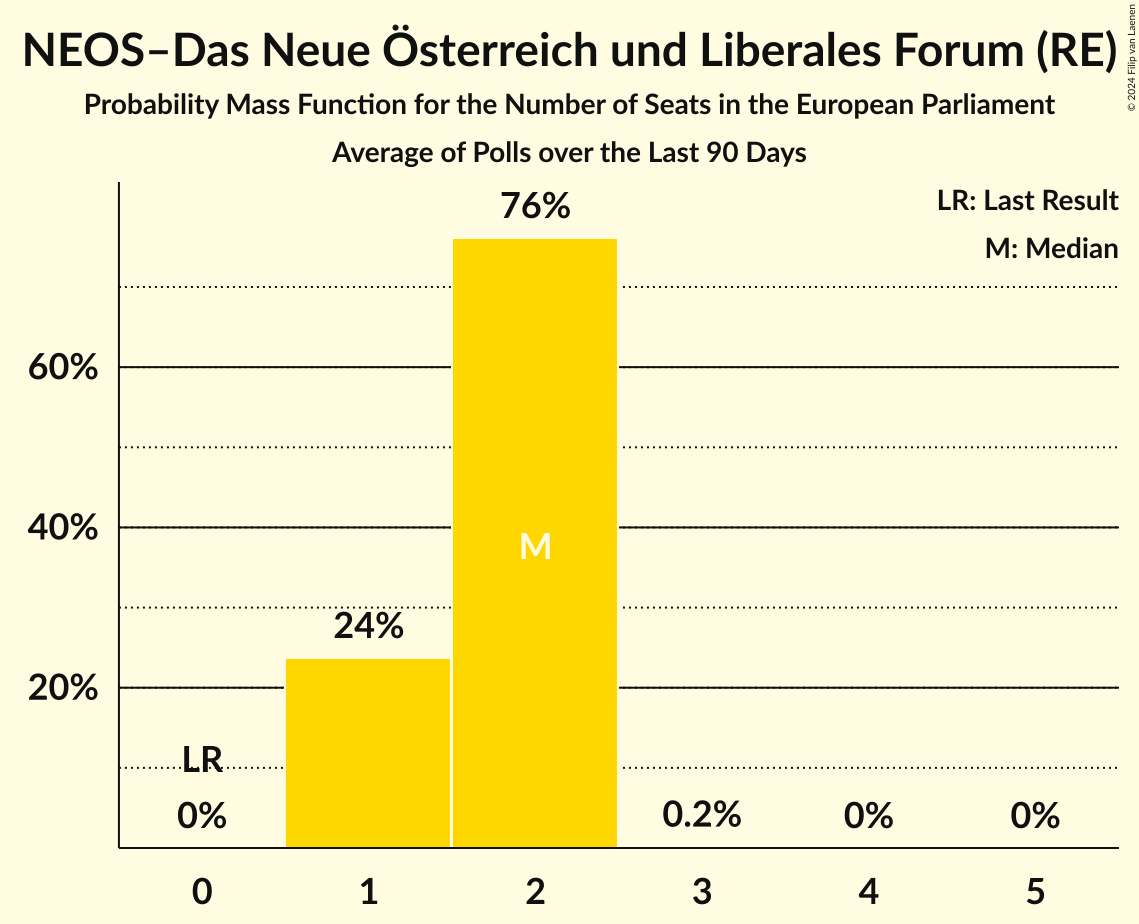 NEOS–Das Neue Österreich und Liberales Forum (RE)
Probability Mass Function for the Number of Seats in the European Parliament
Average of Polls over the Last 90 Days
© 2024 Filip van Laenen
LR: Last Result
M: Median
76%
60%
40%
M
24%
20%
LR
0%
0.2%
0%
0%
0 1 2 3 4 5